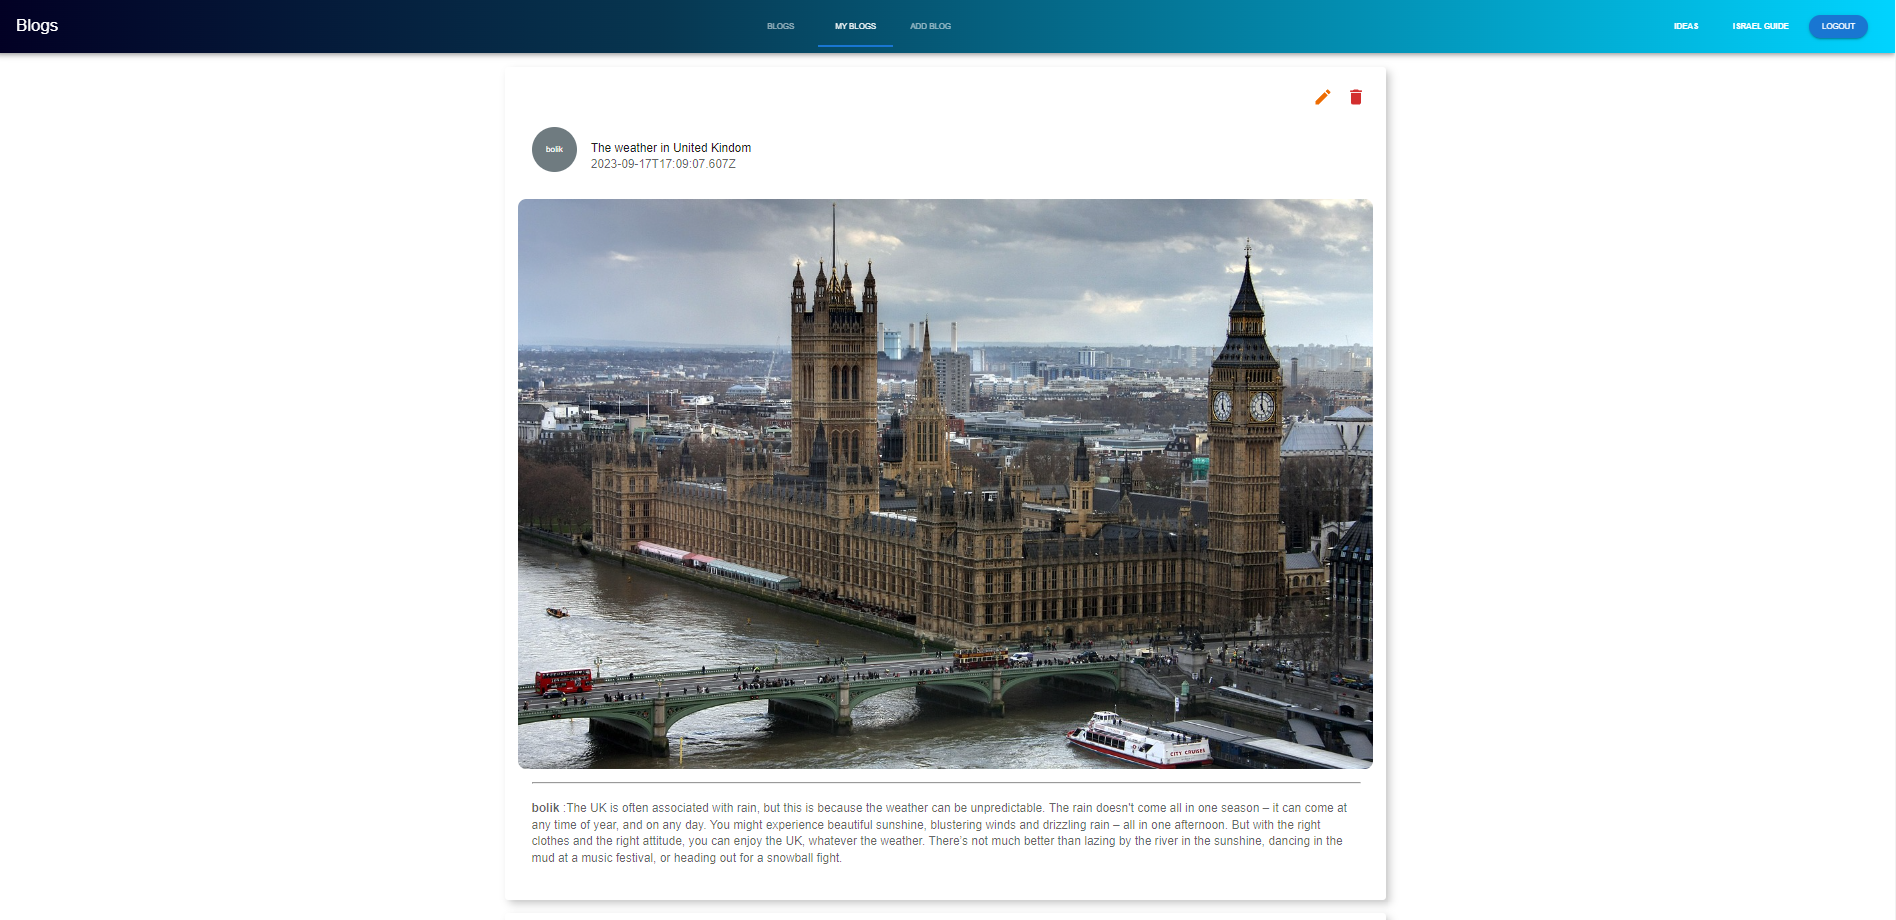 Blogs
BLOGS
MY BLOGS
ADD BLOG
IDEAS
ISRAEL GUIDE
LOGOUT
bolik
The weather in United Kindom
2023-09-17T17:09:07.607Z
CITY CRUISES
bolik :The UK is often associated with rain, but this is because the weather can be unpredictable. The rain doesn't come all in one season – it can come at
any time of year, and on any day. You might experience beautiful sunshine, blustering winds and drizzling rain – all in one afternoon. But with the right
clothes and the right attitude, you can enjoy the UK, whatever the weather. There's not much better than lazing by the river in the sunshine, dancing in the
mud at a music festival, or heading out for a snowball fight.